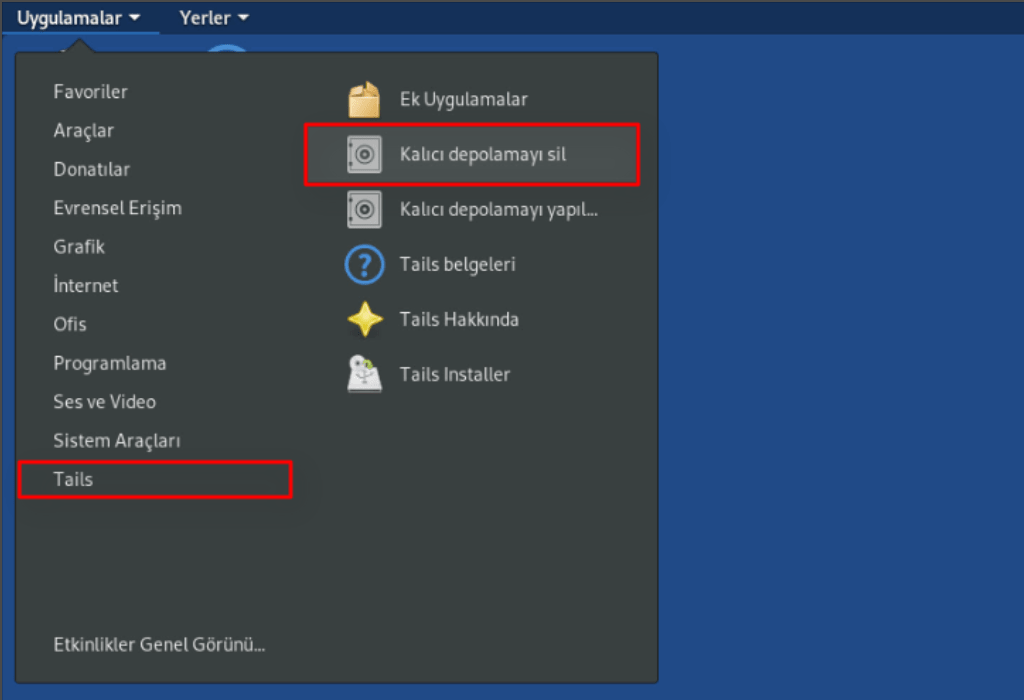 Uygulamalar Yerler
Favoriler
Araçlar
Donatılar
Evrensel Erişim
Grafik
İnternet
Ofis
Programlama
Ses ve Video
Sistem Araçları
Tails
Etkinlikler Genel Görünü...
Ek Uygulamalar
Kalıcı depolamayı sil
Kalıcı depolamayı yapıl...
Tails belgeleri
Tails Hakkında
Tails Installer